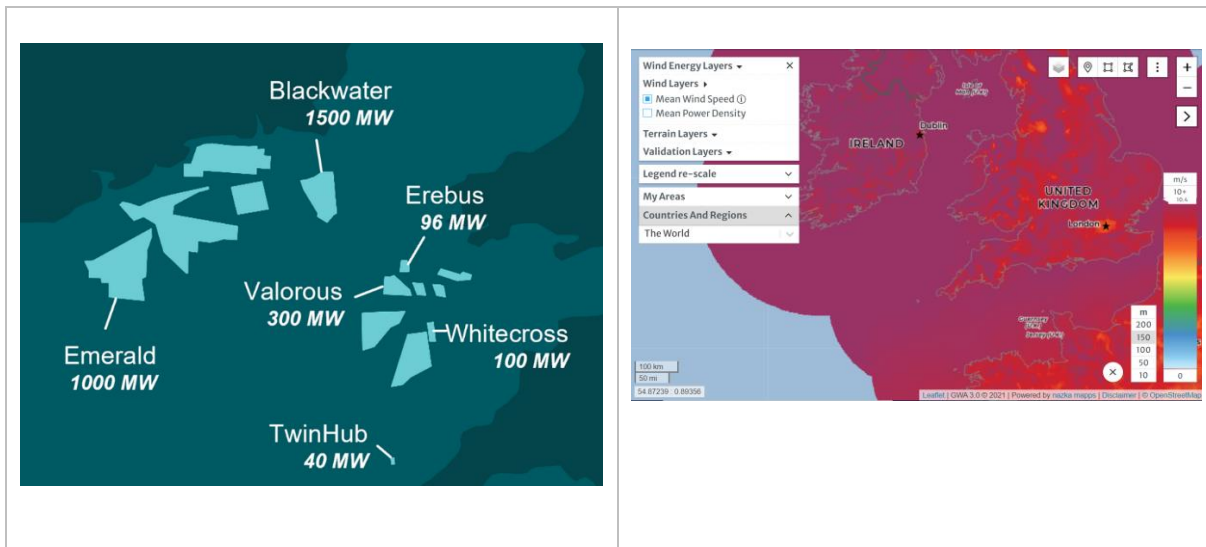 Blackwater
1500 MW
Erebus
96 MW
Valorous
300 MW
Whitecross
100 MW
Emerald
1000 MW
TwinHub
40 MW
Wind Energy Layers
Wind Layers
Mean Wind Speed
Mean Power Density
Terrain Layers
Validation Layers
Legend re-scale
My Areas
Countries And Regions
The World
IRELAND
Dublin
UNITED
KINGDOM
London
m/s
10+
10.4
m
200
150
100
50
10
0
100 km
50 mi
54.87239 0.89356
Leaflet | GWA 3.0 © 2021 | Powered by nazka mapps | Disclaimer | © OpenStreetMap